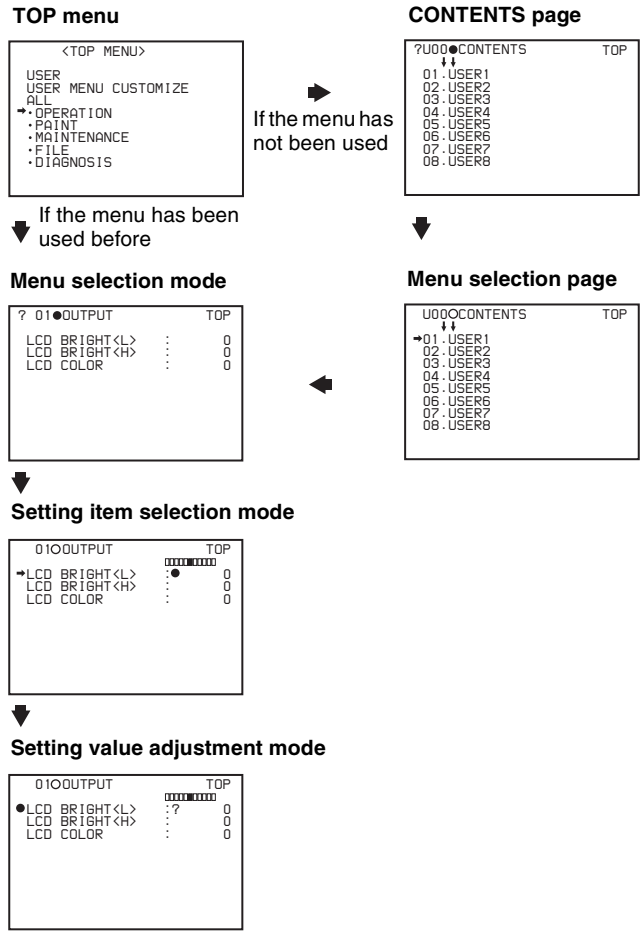 TOP menu
<TOP MENU>
USER
USER MENU CUSTOMIZE
ALL
➡·OPERATION
·PAINT
·MAINTENANCE
·FILE
·DIAGNOSIS
If the menu has
not been used
CONTENTS page
?U00●CONTENTS TOP
01.USER1
02.USER2
03.USER3
04.USER4
05.USER5
06.USER6
07.USER7
08.USER8
If the menu has been
used before
Menu selection mode
? 01●OUTPUT TOP
LCD BRIGHT<L> : 0
LCD BRIGHT<H> : 0
LCD COLOR : 0
Menu selection page
U00○CONTENTS TOP
➡01.USER1
02.USER2
03.USER3
04.USER4
05.USER5
06.USER6
07.USER7
08.USER8
Setting item selection mode
01○OUTPUT TOP
➡LCD BRIGHT<L> :● 0
LCD BRIGHT<H> : 0
LCD COLOR : 0
Setting value adjustment mode
01○OUTPUT TOP
●LCD BRIGHT<L> :? 0
LCD BRIGHT<H> : 0
LCD COLOR : 0